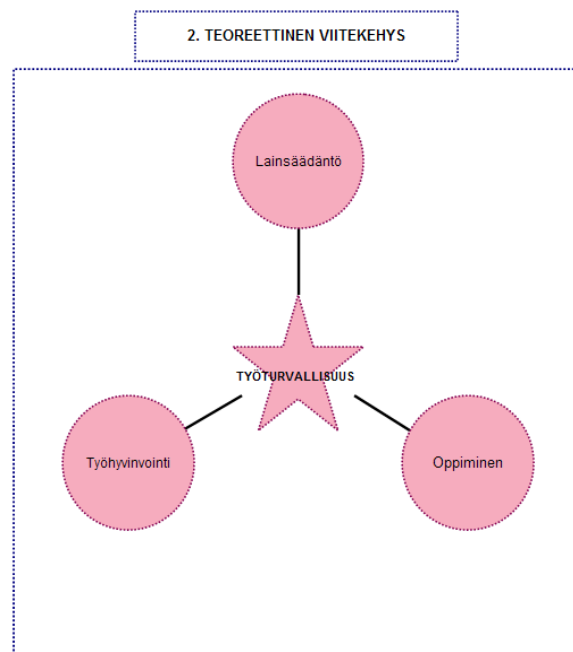 2. TEOREETTINEN VIITEKEHYS
Lainsäädäntö
TYÖTURVALLISUUS
Työhyvinvointi
Oppiminen